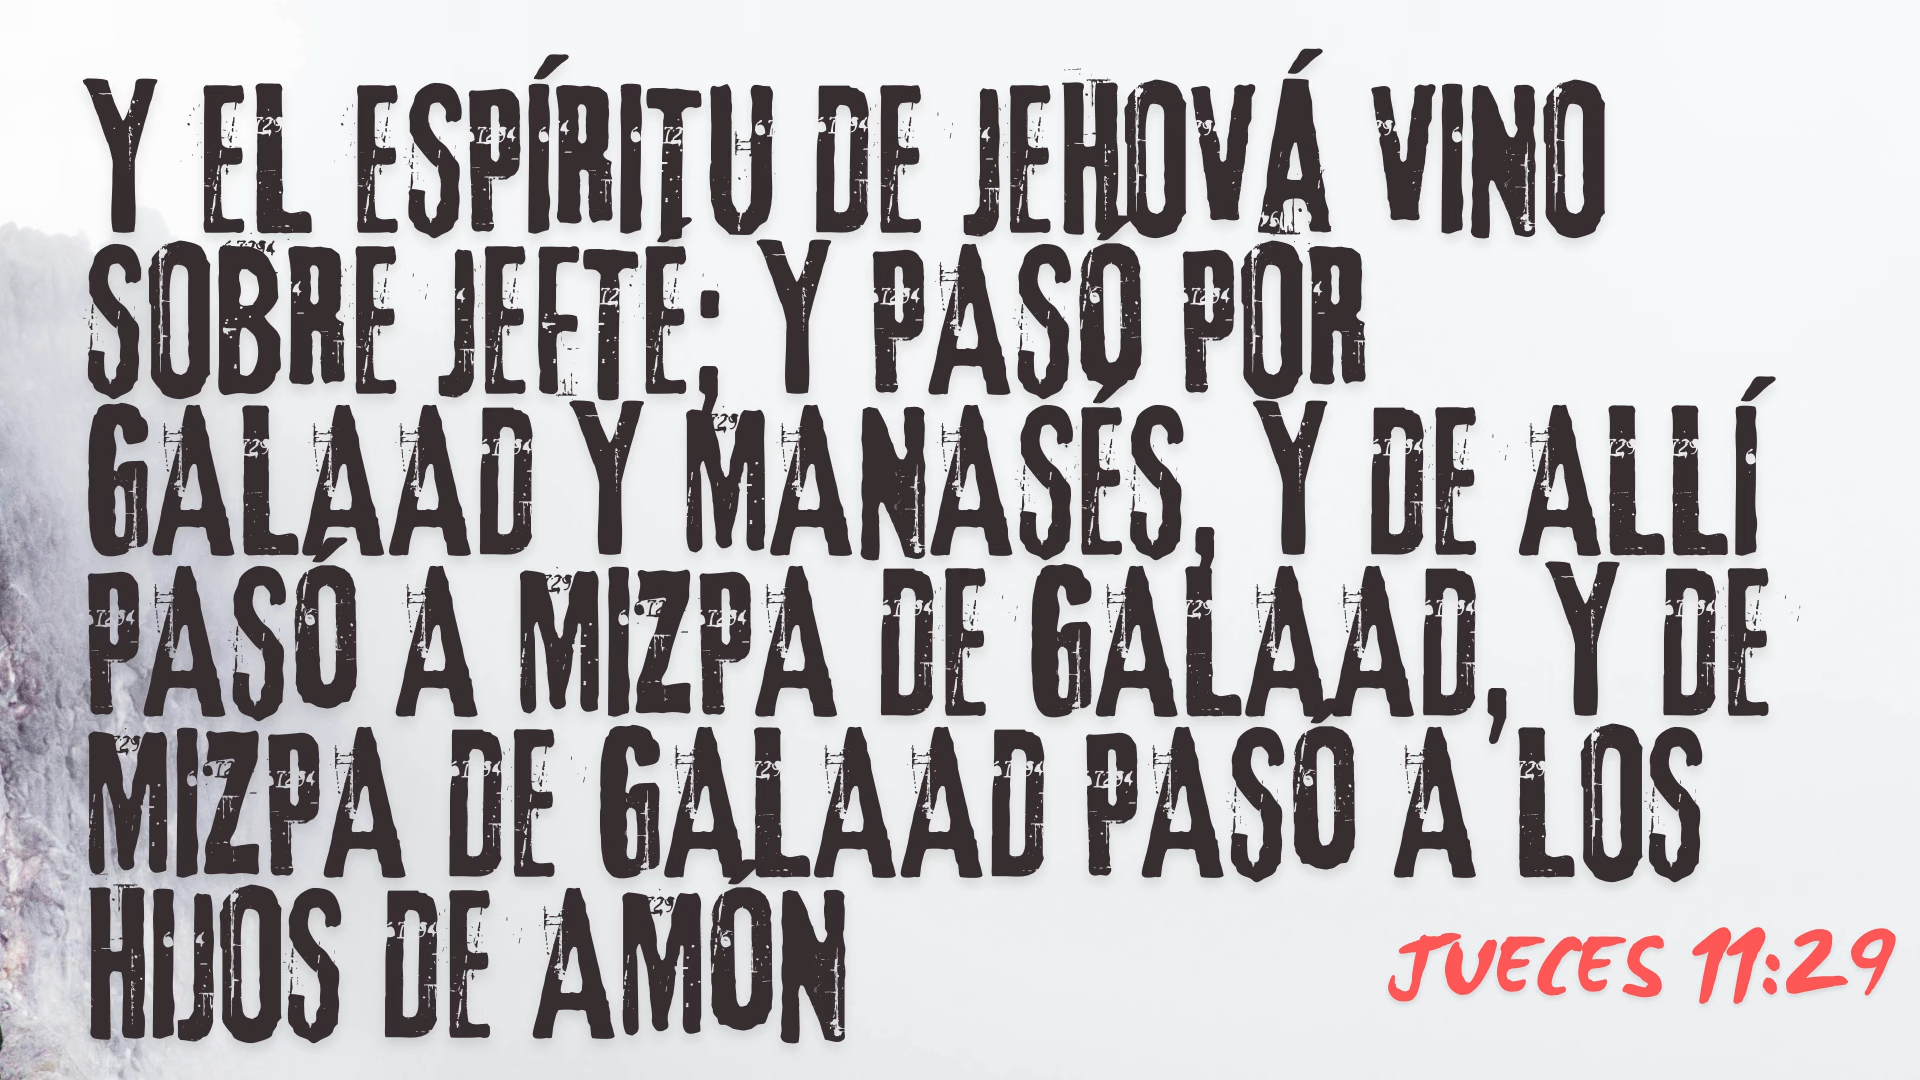 Y EL ESPÍRITU DE JEHOVÁ VINO
SOBRE JEFTÉ; Y PASÓ POR
GALAAD Y MANASÉS, Y DE ALLÍ
PASÓ A MIZPA DE GALAAD, Y DE
MIZPA DE GALAAD PASÓ A LOS
HIJOS DE AMÓN
JUECES 11:29